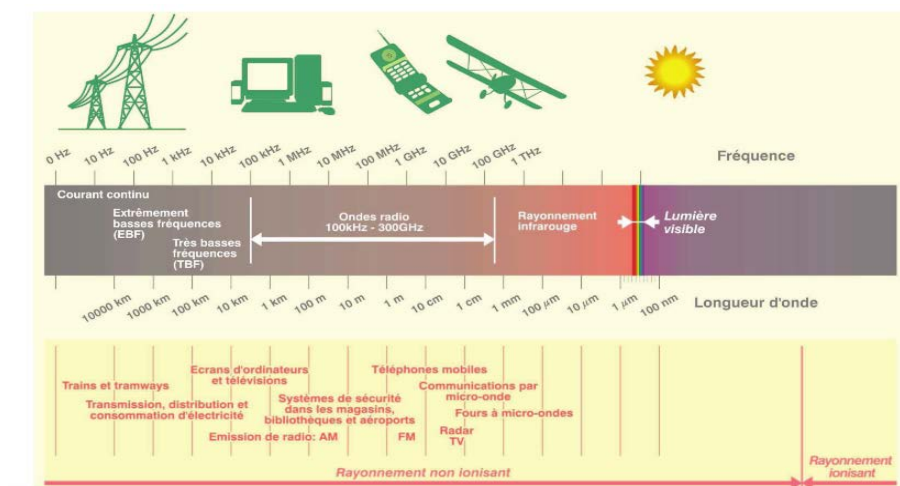 0 Hz 10 Hz 100 Hz 1 kHz 10 kHz 100 kHz 1 MHz 10 MHz 100 MHz 1 GHz 10 GHz 100 GHz 1 THz
Fréquence
Courant continu
Extrêmement
basses fréquences
(EBF)
Très basses
fréquences
(TBF)
Ondes radio
100kHz - 300GHz
Rayonnement
infrarouge
Lumière
visible
10000 km 1000 km 100 km 10 km 1 km 100 m 10 m 1 m 10 cm 1 cm 1 mm 100 μm 10 μm 1 μm 100 nm
Longueur d'onde
Trains et tramways
Transmission, distribution et
consommation d'électricité
Ecrans d'ordinateurs
et télévisions
Systèmes de sécurité
dans les magasins,
bibliothèques et aéroports
Emission de radio: AM
FM
Téléphones mobiles
Communications par
micro-onde
Fours à micro-ondes
Radar
TV
Rayonnement non ionisant
Rayonnement
ionisant